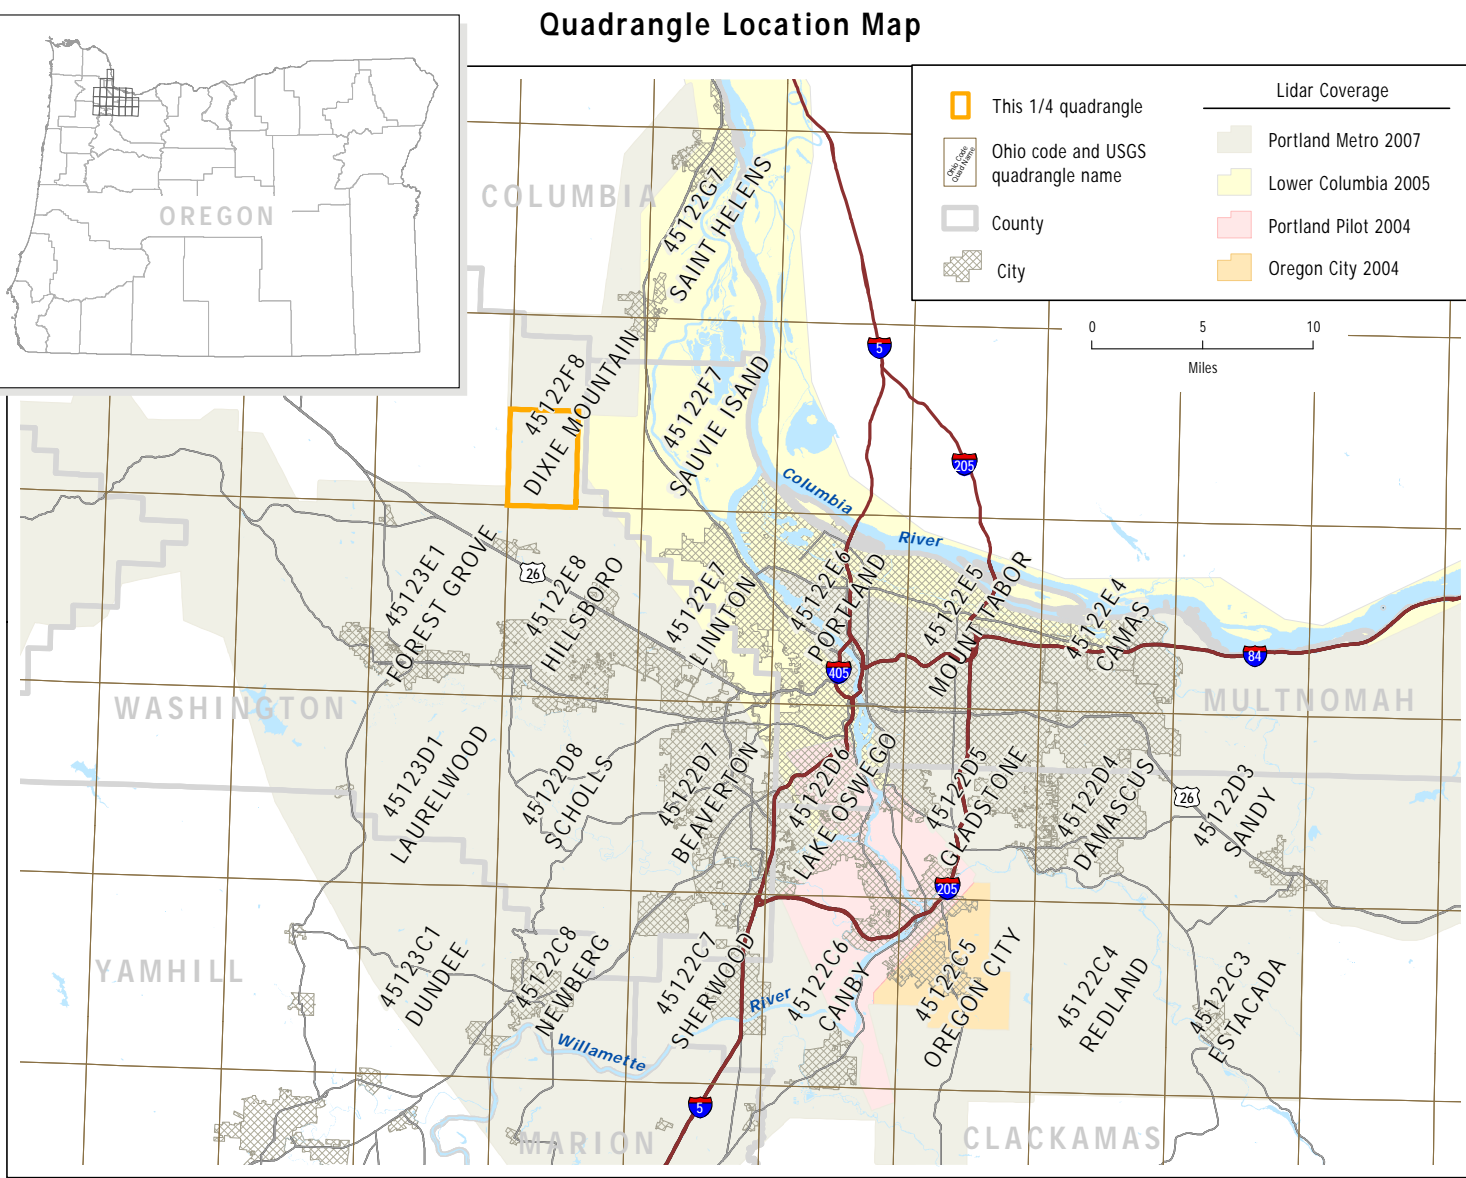 Quadrangle Location Map
OREGON
This 1/4 quadrangle
Ohio Code
Quad Name
Ohio code and USGS
quadrangle name
County
City
Lidar Coverage
Portland Metro 2007
Lower Columbia 2005
Portland Pilot 2004
Oregon City 2004
0 5 10
Miles
COLUMBIA
45122G7
SAINT HELENS
5
45122F8
DIXIE MOUNTAIN
45122F7
SAUVIE ISAND
205
Columbia
River
45123E1
FOREST GROVE
26
45122E8
HILLSBORO
45122E7
LINNTON
45122E6
PORTLAND
45122E5
MOUNT TABOR
45122E4
CAMAS
405
84
WASHINGTON
MULTNOMAH
45123D1
LAURELWOOD
45122D8
SCHOLLS
45122D7
BEAVERTON
45122D6
LAKE OSWEGO
45122D5
GLADSTONE
45122D4
DAMASCUS
26
45122D3
SANDY
205
YAMHILL
45123C1
DUNDEE
45122C8
NEWBERG
45122C7
SHERWOOD
45122C6
CANBY
45122C5
OREGON CITY
45122C4
REDLAND
45122C3
ESTACADA
River
Willamette
5
MARION
CLACKAMAS